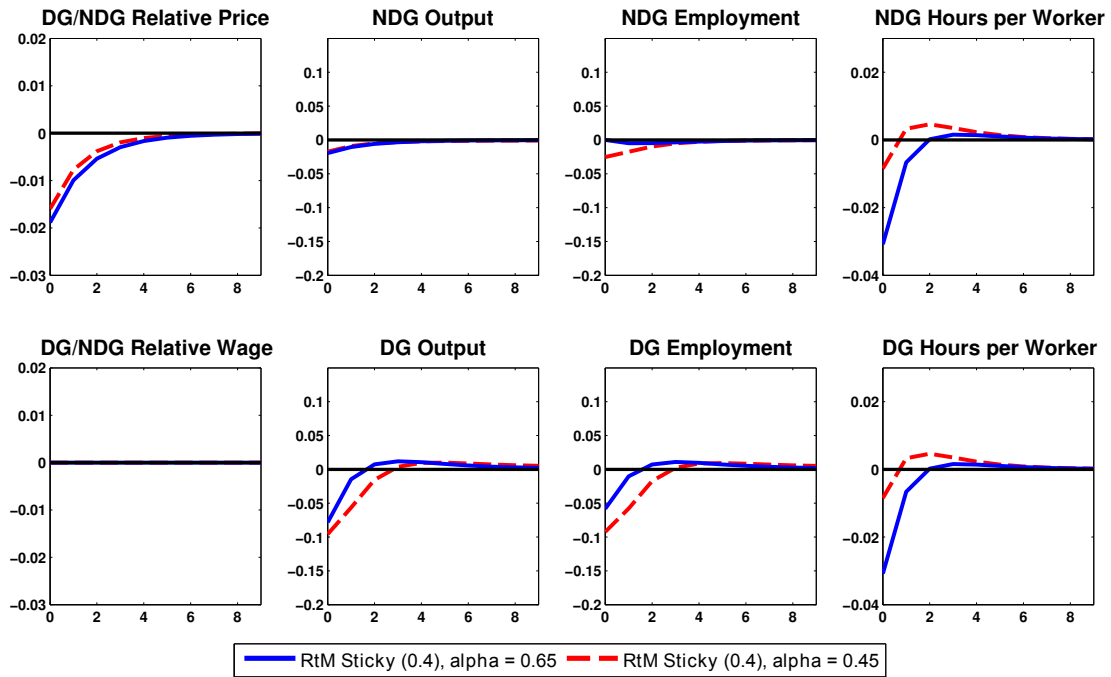 DG/NDG Relative Price
NDG Output
NDG Employment
NDG Hours per Worker
0.02
0.01
0
−0.01
−0.02
−0.03
0 2 4 6 8
0.1
0.05
0
−0.05
−0.1
−0.15
−0.2
0 2 4 6 8
0.1
0.05
0
−0.05
−0.1
−0.15
−0.2
0 2 4 6 8
0.02
0
−0.02
−0.04
0 2 4 6 8
DG/NDG Relative Wage
DG Output
DG Employment
DG Hours per Worker
0.02
0.01
0
−0.01
−0.02
−0.03
0 2 4 6 8
0.1
0.05
0
−0.05
−0.1
−0.15
−0.2
0 2 4 6 8
0.1
0.05
0
−0.05
−0.1
−0.15
−0.2
0 2 4 6 8
0.02
0
−0.02
−0.04
0 2 4 6 8
RtM Sticky (0.4), alpha = 0.65
RtM Sticky (0.4), alpha = 0.45